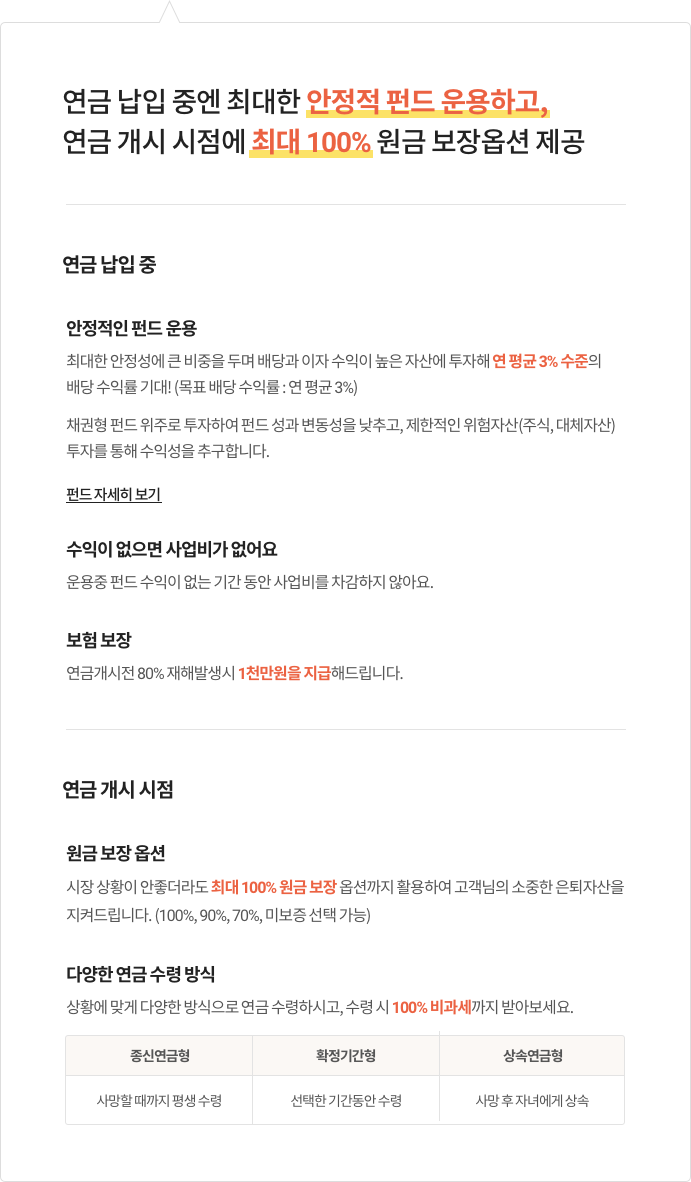 연금 납입 중엔 최대한 안정적 펀드 운용하고,
연금 개시 시점에 최대 100% 원금 보장옵션 제공
연금 납입 중
안정적인 펀드 운용
최대한 안정성에 큰 비중을 두며 배당과 이자 수익이 높은 자산에 투자해 연 평균 3% 수준의
배당 수익률 기대! (목표 배당 수익률 : 연 평균 3%)
채권형 펀드 위주로 투자하여 펀드 성과 변동성을 낮추고, 제한적인 위험자산(주식, 대체자산)
투자를 통해 수익성을 추구합니다.
펀드 자세히 보기
수익이 없으면 사업비가 없어요
운용중 펀드 수익이 없는 기간 동안 사업비를 차감하지 않아요.
보험 보장
연금개시전 80% 재해발생시 1천만원을 지급해드립니다.
연금 개시 시점
원금 보장 옵션
시장 상황이 안좋더라도 최대 100% 원금 보장 옵션까지 활용하여 고객님의 소중한 은퇴자산을
지켜드립니다. (100%, 90%, 70%, 미보증 선택 가능)
다양한 연금 수령 방식
상황에 맞게 다양한 방식으로 연금 수령하시고, 수령 시 100% 비과세까지 받아보세요.
종신연금형 확정기간형 상속연금형
사망할 때까지 평생 수령 선택한 기간동안 수령 사망 후 자녀에게 상속